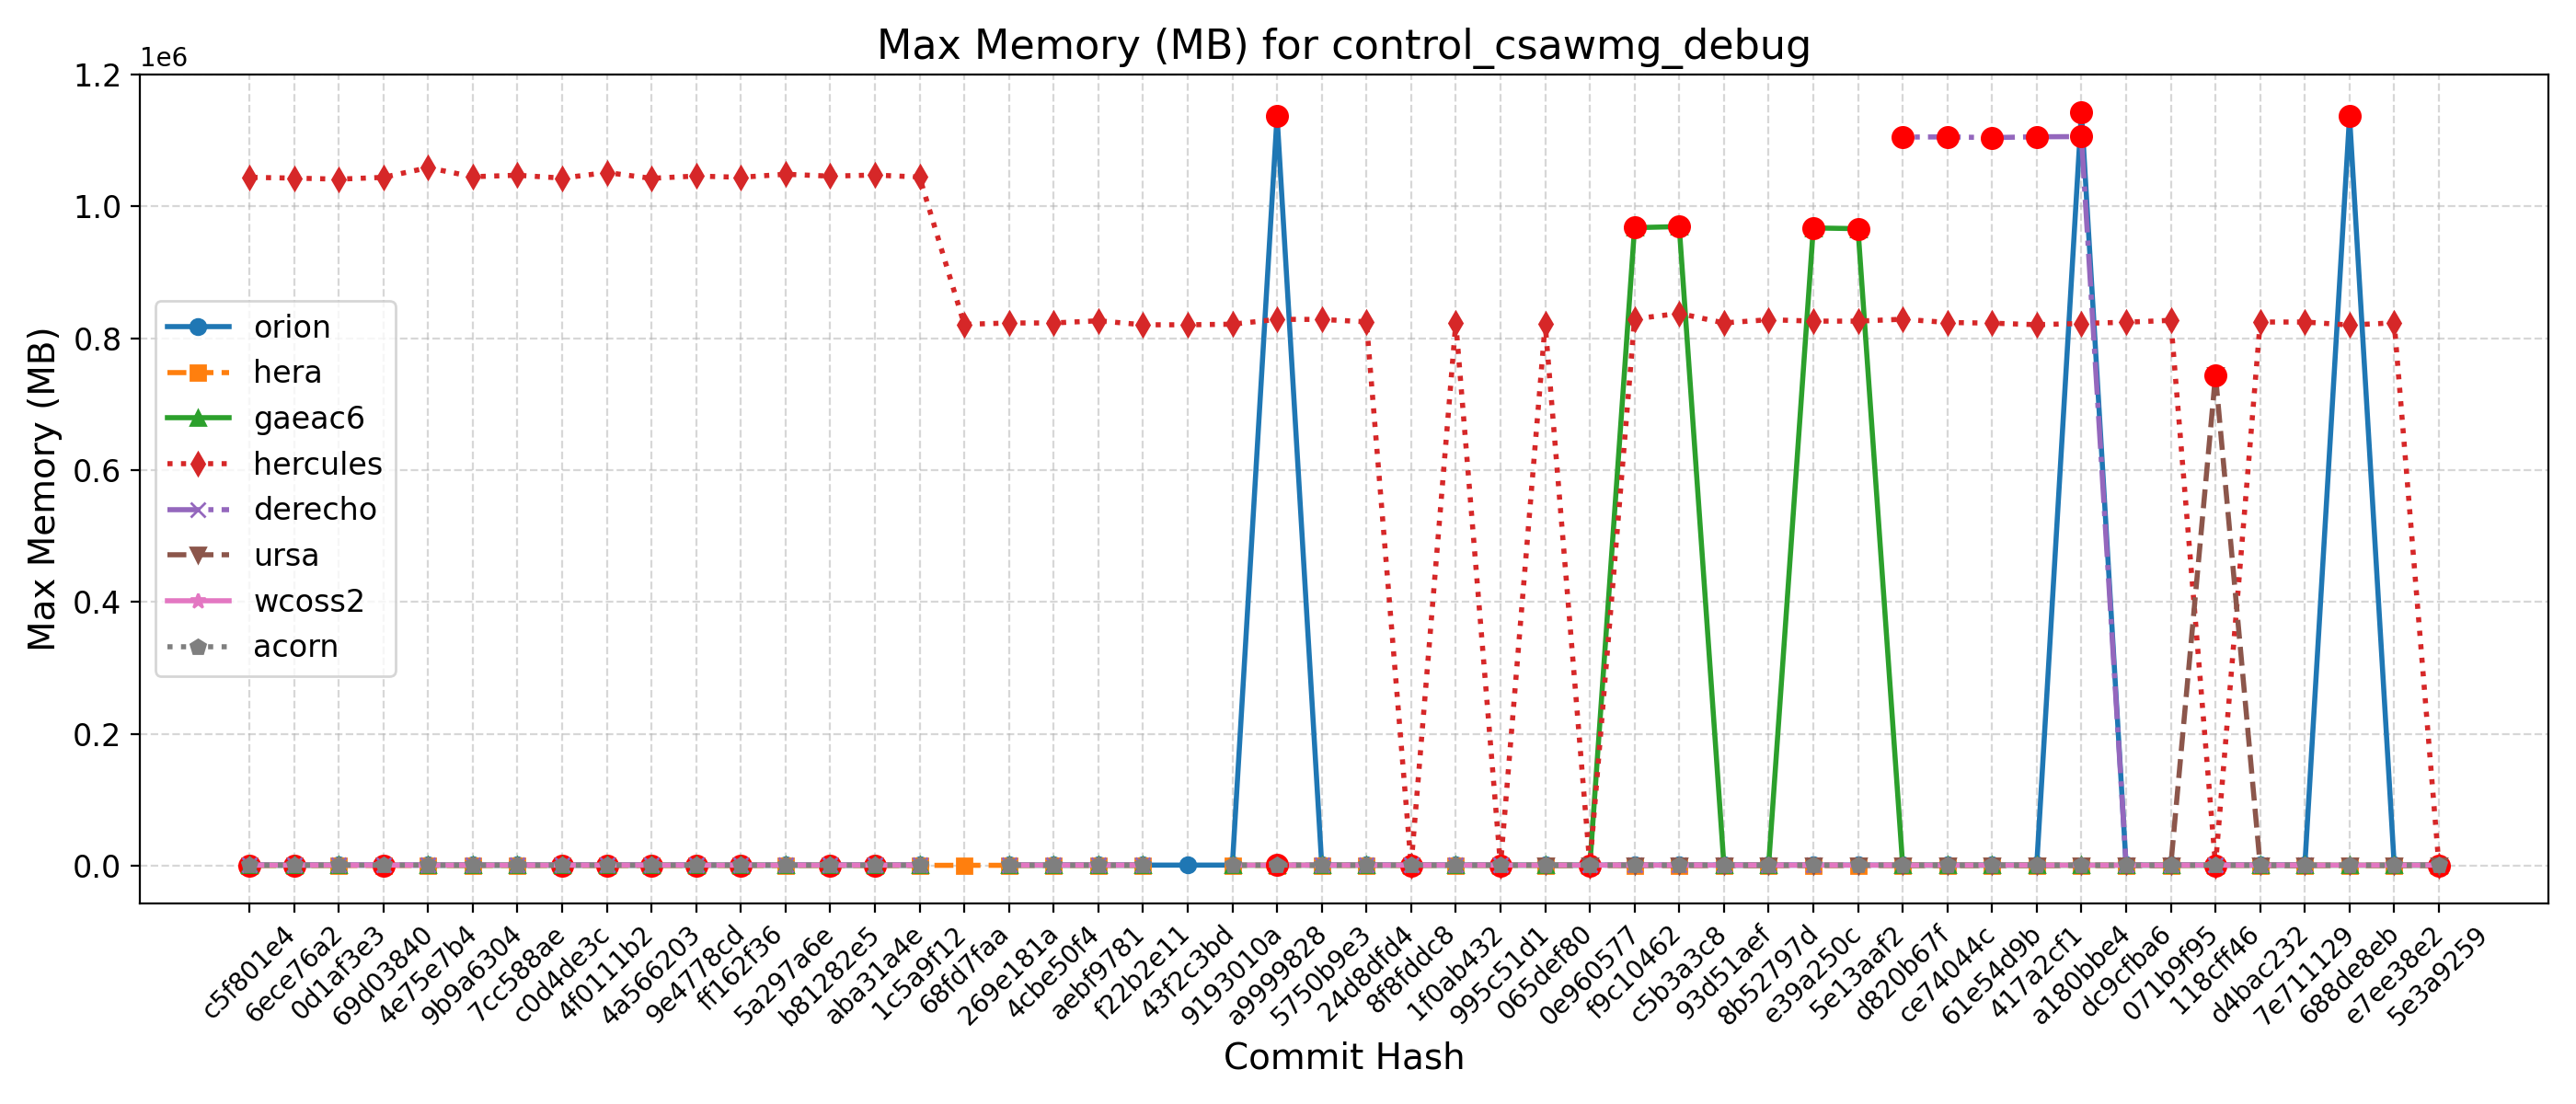 Max Memory (MB) for control_csawmg_debug
1e6
1.2
1.0
0.8
0.6
0.4
0.2
0.0
Max Memory (MB)
orion
hera
gaeac6
hercules
derecho
ursa
wcoss2
acorn
c5f801e4
6ece76a2
0d1af3e3
69d03840
4e75e7b4
9b9a6304
7cc588ae
c0d4de3c
4f0111b2
4a566203
9e4778cd
ff162f36
5a297a6e
b81282e5
aba31a4e
1c5a9f12
68fd7faa
269e181a
4cbe50f4
aebf9781
f22b2e11
43f2c3bd
9193010a
a9999828
5750b9e3
24d8dfd4
8f8fddc8
1f0ab432
995c51d1
065def80
0e960577
f9c10462
c5b3a3c8
93d51aef
8b52797d
e39a250c
5e13aaf2
d820b67f
ce74044c
61e54d9b
417a2cf1
a180bbe4
dc9cfba6
071b9f95
118cff46
d4bac232
7e711129
688de8eb
e7ee38e2
5e3a9259
Commit Hash